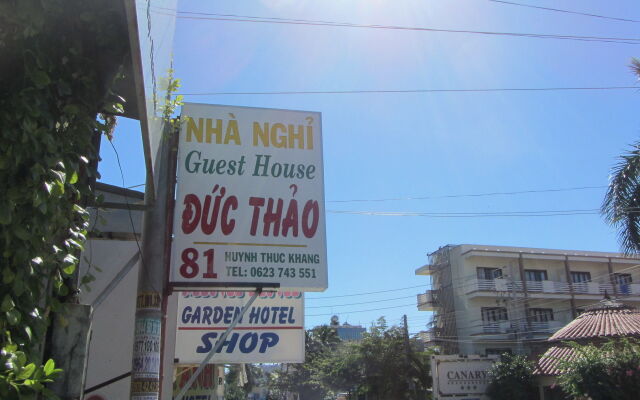 NHÀ NGHỈ
Guest House
ĐỨC THẢO
81 HUYNH THUC KHANG
TEL: 0623 743 551
GARDEN HOTEL
SHOP
CANARY